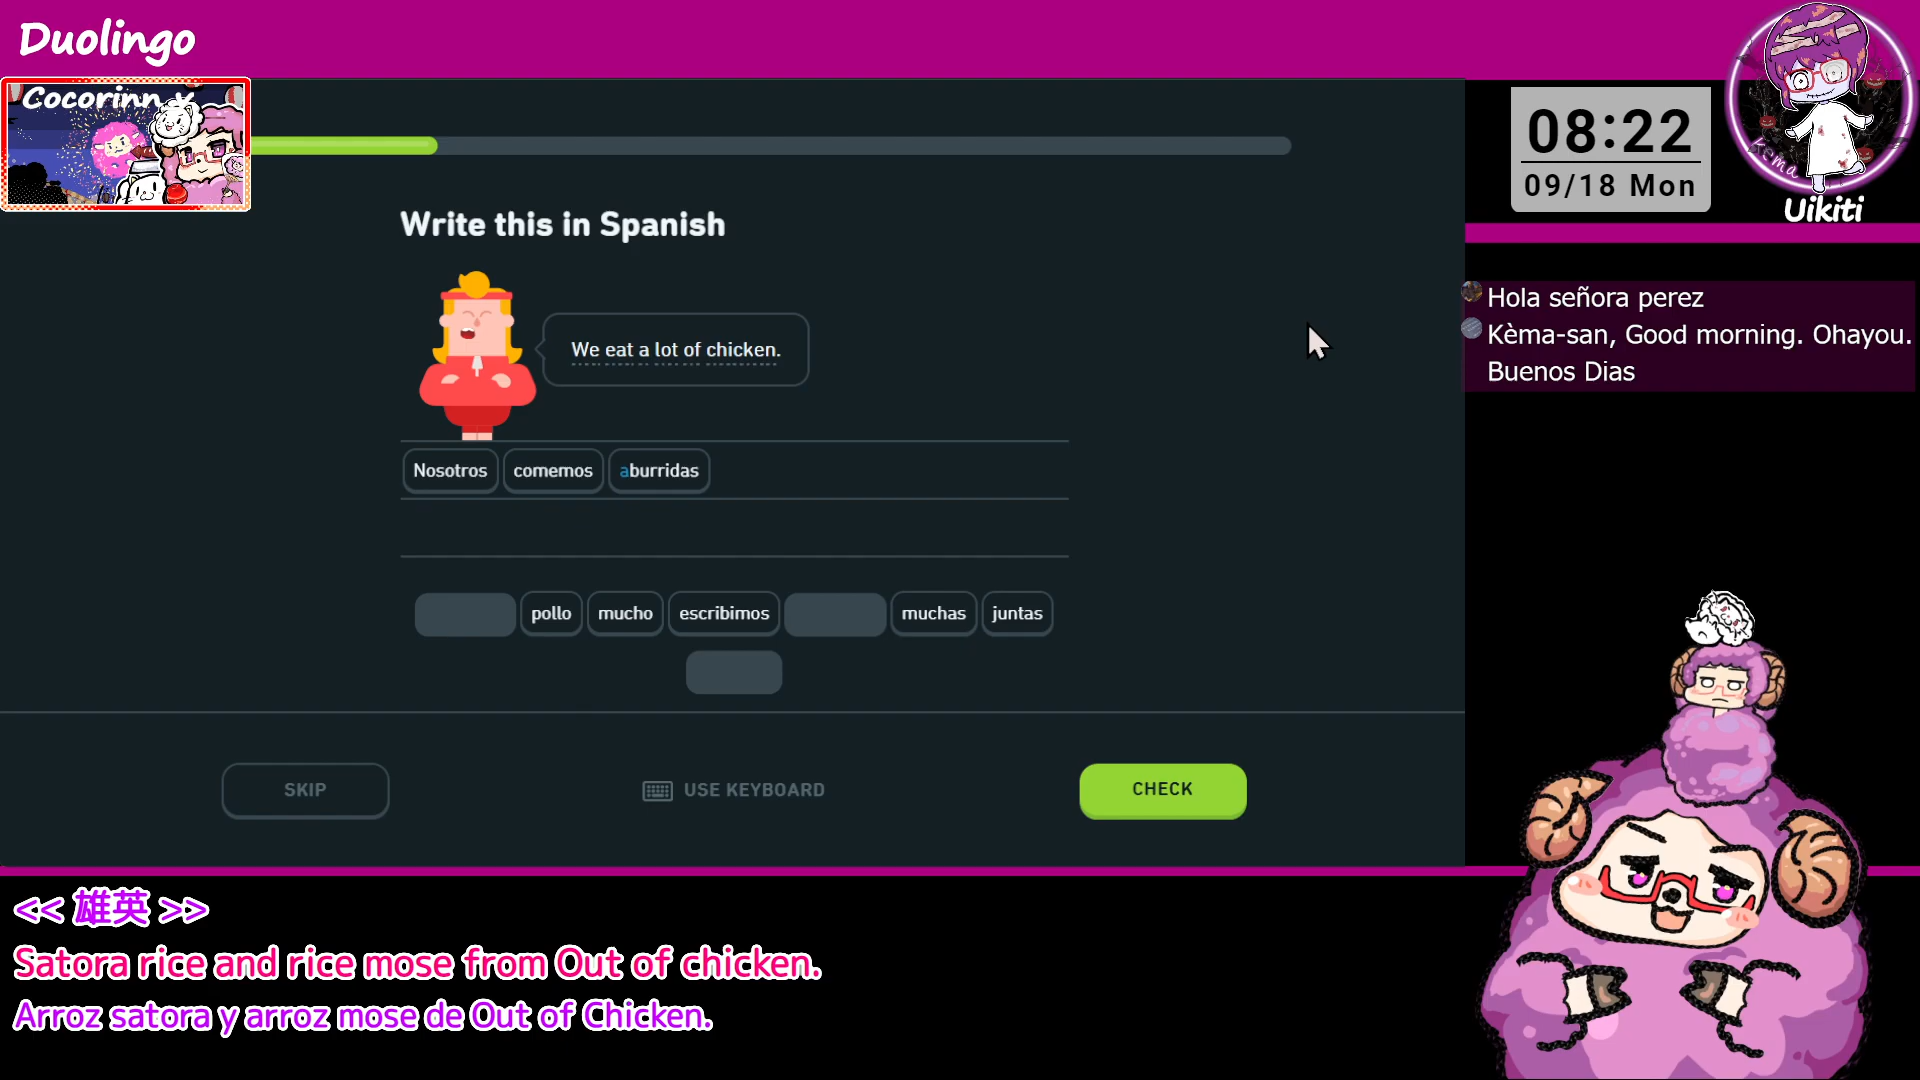 Duolingo
Cocorinn y
08:22
09/18 Mon
kema
Uikiti
Write this in Spanish
We eat a lot of chicken.
Nosotros comemos aburridas
pollo mucho escribimos muchas juntas
SKIP
USE KEYBOARD
CHECK
Hola señora perez
Kèma-san, Good morning. Ohayou.
Buenos Dias
<< 雄英 >>
Satora rice and rice mose from Out of chicken.
Arroz satora y arroz mose de Out of Chicken.